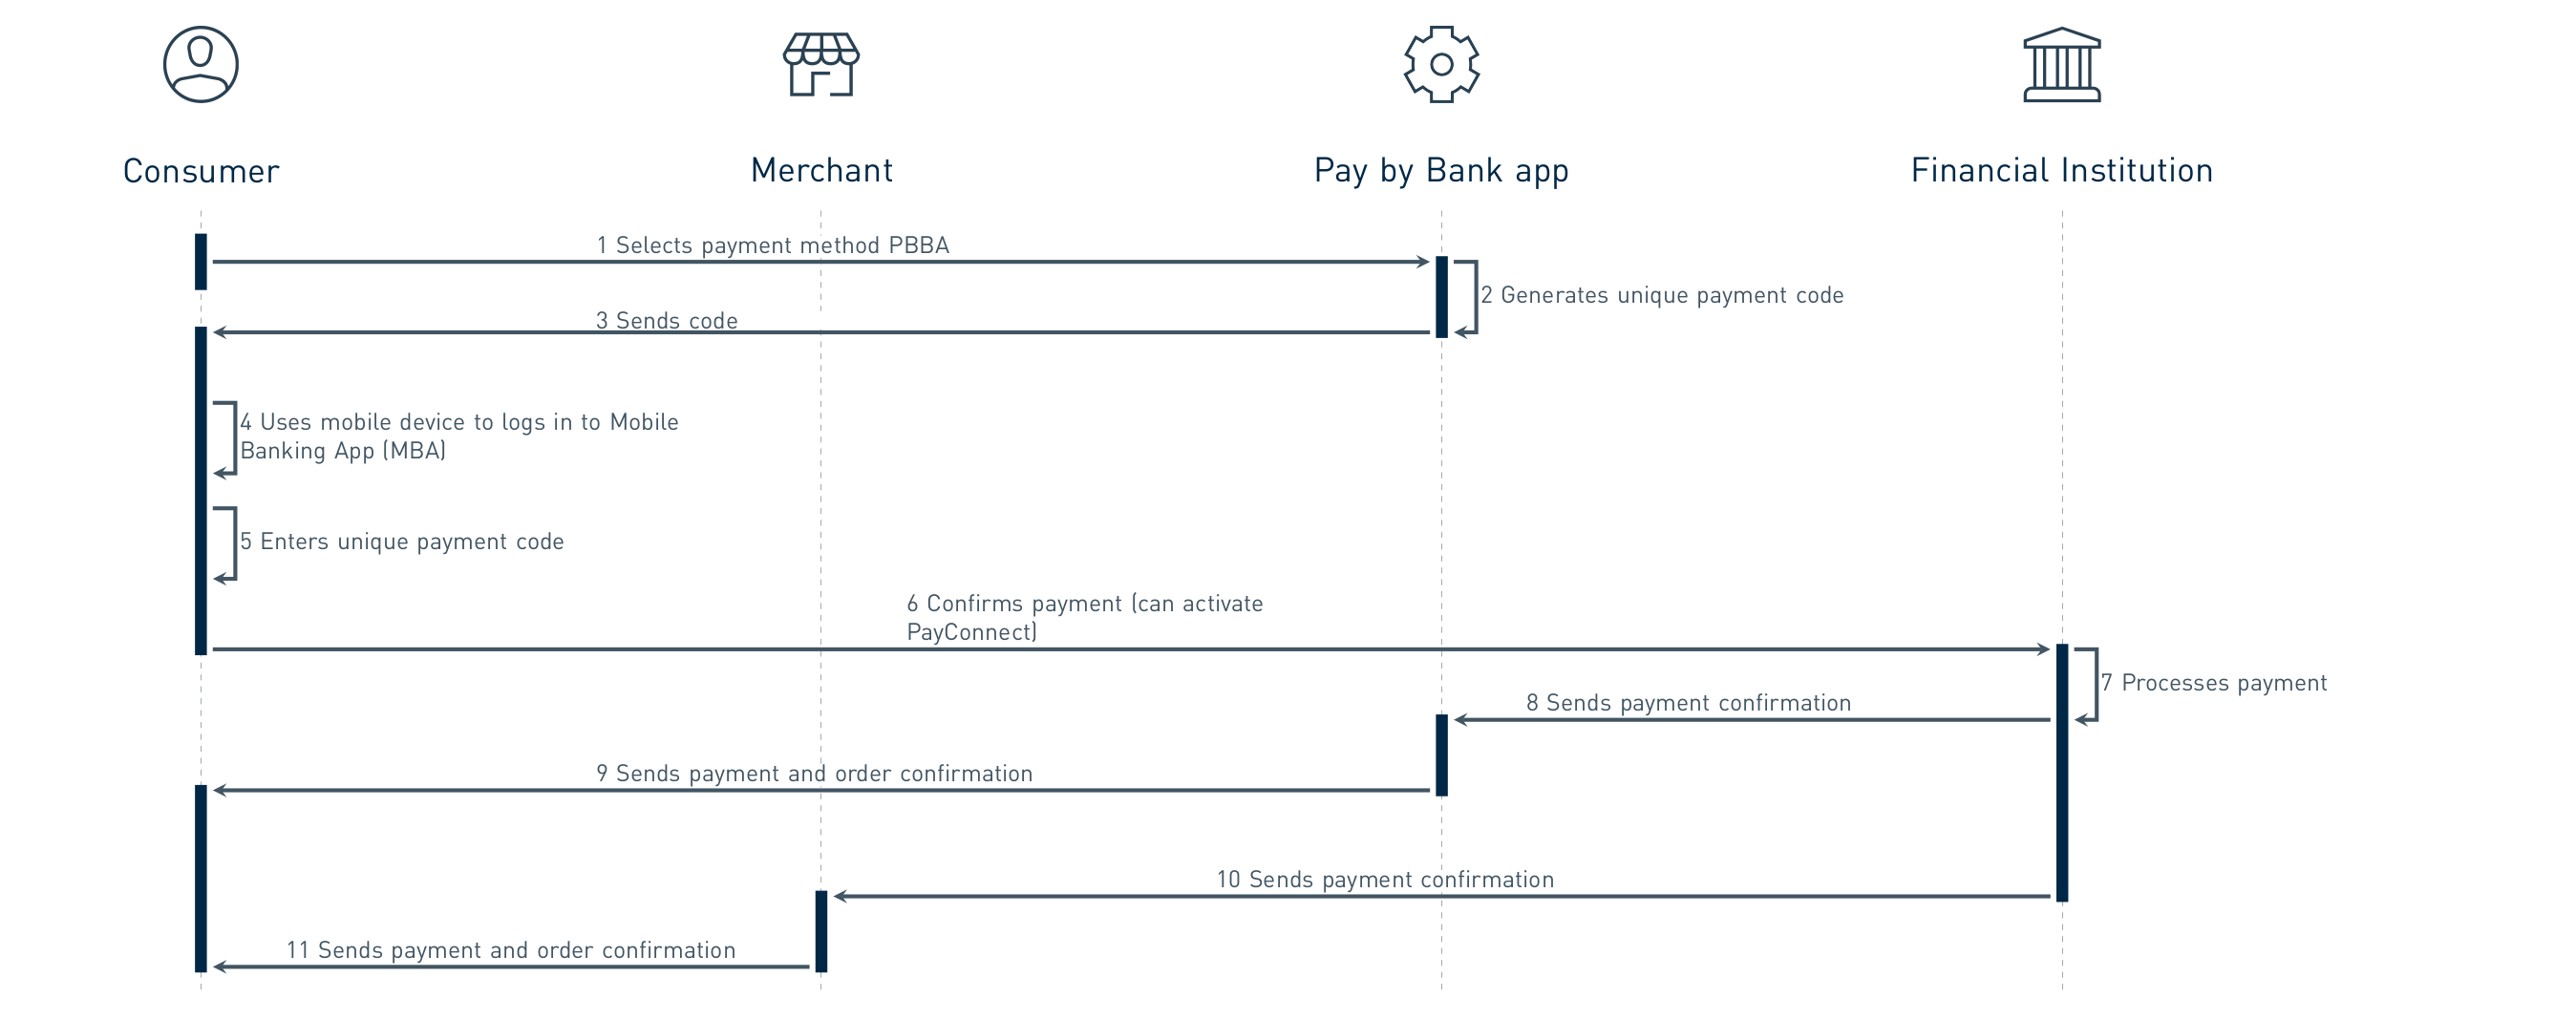 Consumer
Merchant
Pay by Bank app
Financial Institution
1 Selects payment method PBBA
2 Generates unique payment code
3 Sends code
4 Uses mobile device to logs in to Mobile
Banking App (MBA)
5 Enters unique payment code
6 Confirms payment (can activate
PayConnect)
7 Processes payment
8 Sends payment confirmation
9 Sends payment and order confirmation
10 Sends payment confirmation
11 Sends payment and order confirmation